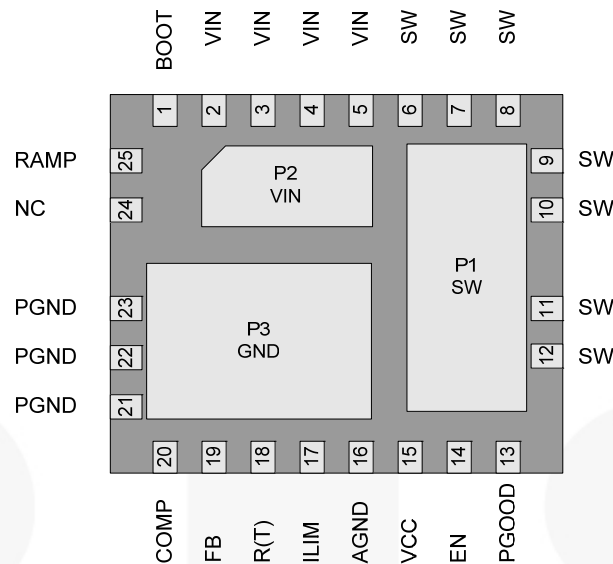 BOOT
VIN
VIN
VIN
VIN
SW
SW
SW
1
2
3
4
5
6
7
8
RAMP
25
NC
24
P2
VIN
9
SW
10
SW
P1
SW
PGND
23
PGND
22
PGND
21
P3
GND
11
SW
12
SW
20
19
18
17
16
15
14
13
COMP
FB
R(T)
ILIM
AGND
VCC
EN
PGOOD